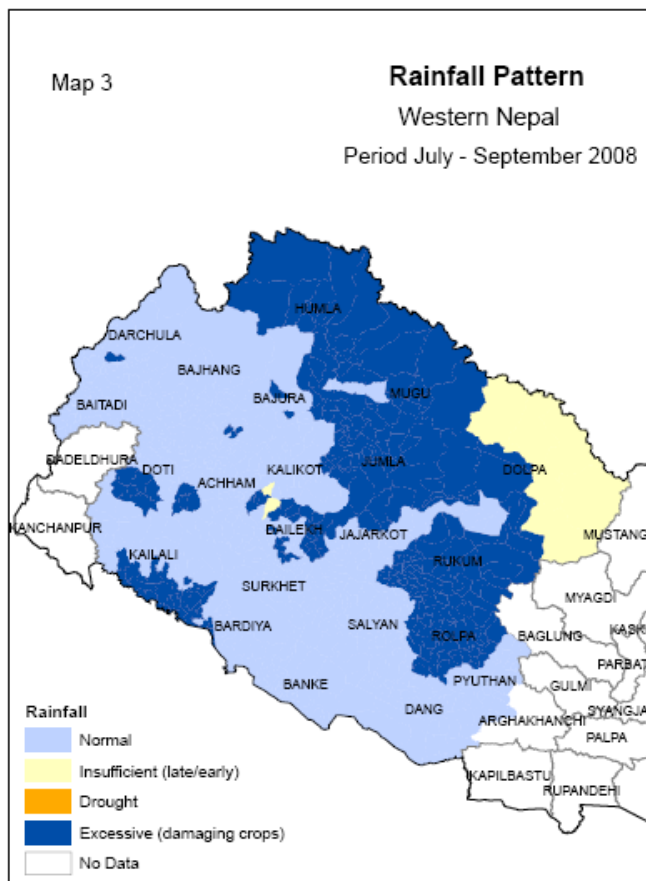 Map 3
Rainfall Pattern
Western Nepal
Period July - September 2008
HUMLA
DARCHULA
BAJHANG
MUGU
BAJURA
BAITADI
DADELDHURA
DOTI
JUMLA
KALIKOT
DOLPA
ACHHAM
KANCHANPUR
DAILEKH
JAJARKOT
MUSTANG
KAILALI
RUKUM
SURKHET
MYAGDI
BARDIYA
SALYAN
ROLPA
BAGLUNG
KASK
PARBAT
BANKE
PYUTHAN
GULMI
DANG
SYANGJA
ARGHAKHANCHI
PALPA
KAPILBASTU
RUPANDEHI
Rainfall
Normal
Insufficient (late/early)
Drought
Excessive (damaging crops)
No Data